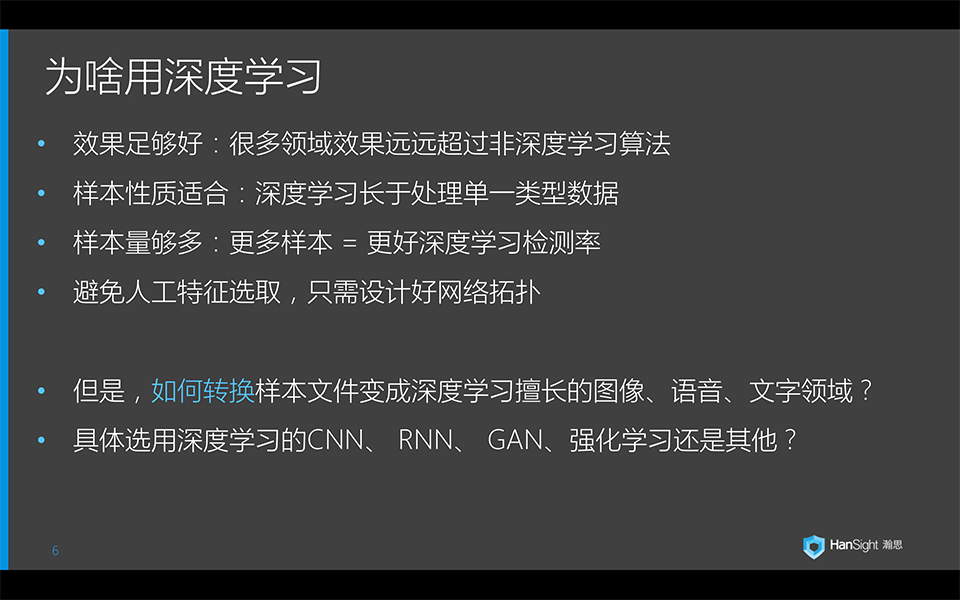 为啥用深度学习
• 效果足够好：很多领域效果远远超过非深度学习算法
• 样本性质适合：深度学习长于处理单一类型数据
• 样本量够多：更多样本 = 更好深度学习检测率
• 避免人工特征选取，只需设计好网络拓扑
• 但是，如何转换样本文件变成深度学习擅长的图像、语音、文字领域？
• 具体选用深度学习的CNN、 RNN、 GAN、强化学习还是其他？
6
HanSight 瀚思